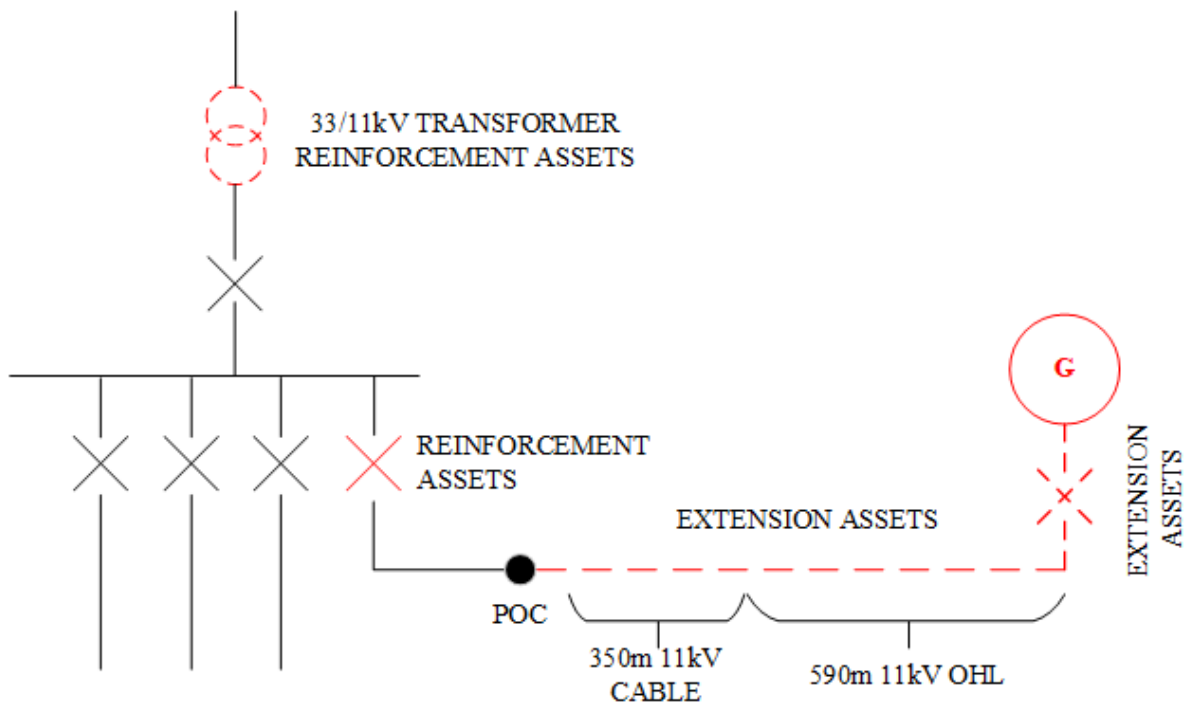 33/11kV TRANSFORMER
REINFORCEMENT ASSETS
G
REINFORCEMENT
ASSETS
EXTENSION ASSETS
EXTENSION
ASSETS
POC
350m 11kV
CABLE
590m 11kV OHL